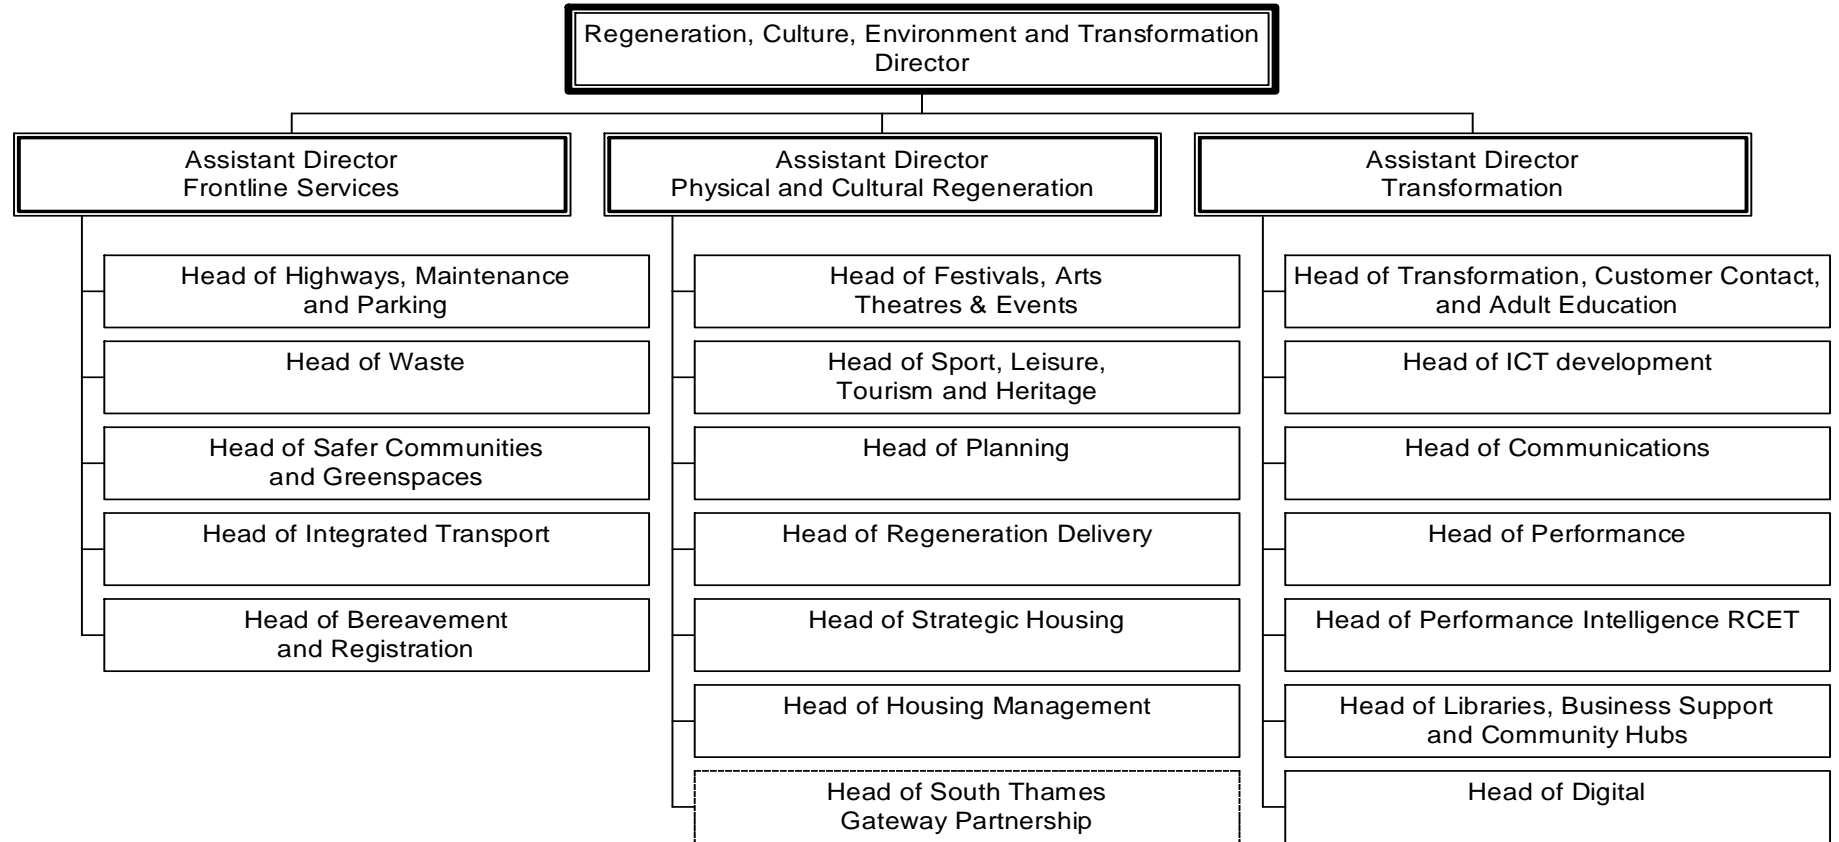 Regeneration, Culture, Environment and Transformation
Director
Assistant Director
Frontline Services
Head of Highways, Maintenance
and Parking
Head of Waste
Head of Safer Communities
and Greenspaces
Head of Integrated Transport
Head of Bereavement
and Registration
Assistant Director
Physical and Cultural Regeneration
Head of Festivals, Arts
Theatres & Events
Head of Sport, Leisure,
Tourism and Heritage
Head of Planning
Head of Regeneration Delivery
Head of Strategic Housing
Head of Housing Management
Head of South Thames
Gateway Partnership
Assistant Director
Transformation
Head of Transformation, Customer Contact,
and Adult Education
Head of ICT development
Head of Communications
Head of Performance
Head of Performance Intelligence RCET
Head of Libraries, Business Support
and Community Hubs
Head of Digital